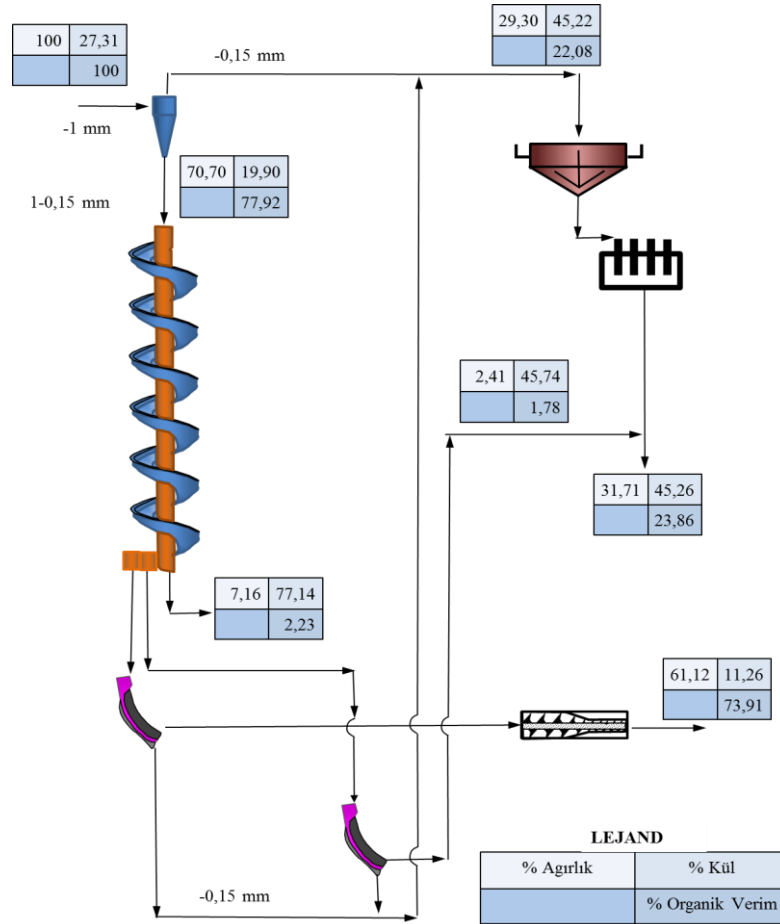 100 27,31
100
-0,15 mm
29,30 45,22
22,08
-1 mm
70,70 19,90
77,92
1-0,15 mm
2,41 45,74
1,78
31,71 45,26
23,86
7,16 77,14
2,23
61,12 11,26
73,91
-0,15 mm
LEJAND
% Agırlık % Kül
% Organik Verim